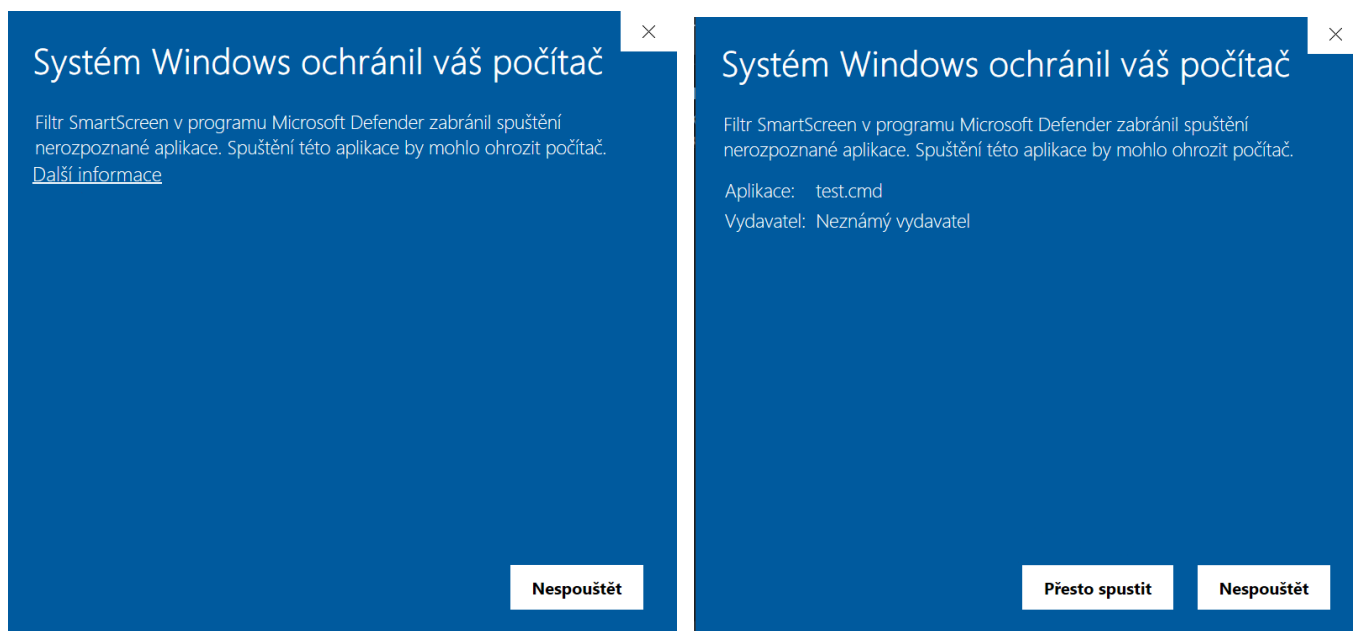 Systém Windows ochránil váš počítač
Filtr SmartScreen v programu Microsoft Defender zabránil spuštění
nerozpoznané aplikace. Spuštění této aplikace by mohlo ohrozit počítač.
Další informace
Nespouštět
Systém Windows ochránil váš počítač
Filtr SmartScreen v programu Microsoft Defender zabránil spuštění
nerozpoznané aplikace. Spuštění této aplikace by mohlo ohrozit počítač.
Aplikace: test.cmd
Vydavatel: Neznámý vydavatel
Přesto spustit Nespouštět